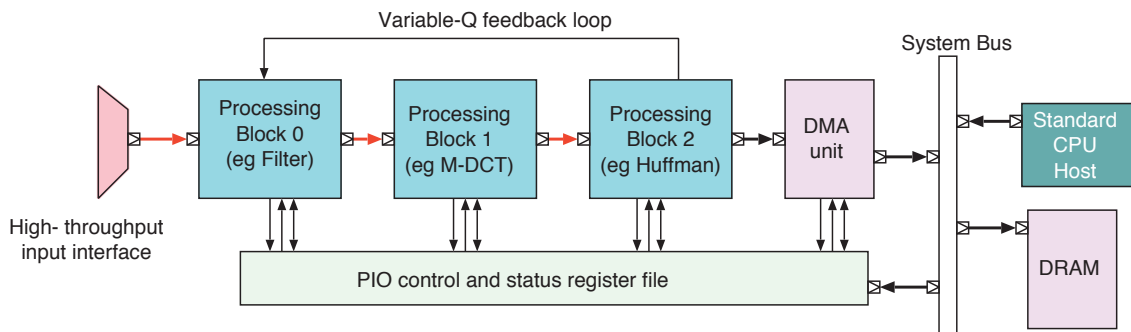 Variable-Q feedback loop
System Bus
Processing
Block 0
(eg Filter)
Processing
Block 1
(eg M-DCT)
Processing
Block 2
(eg Huffman)
DMA
unit
Standard
CPU
Host
High- throughput
input interface
PIO control and status register file
DRAM